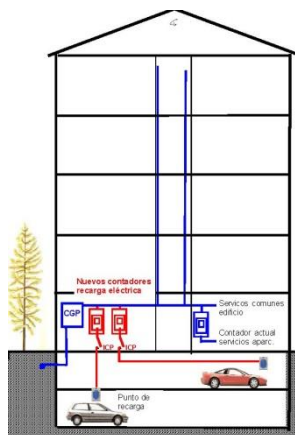 Nuevos contadores
recarga eléctrica
CGP
Servicos comunes
edificio
ICP
ICP
Contador actual
servicios aparc.
Punto de
recarga